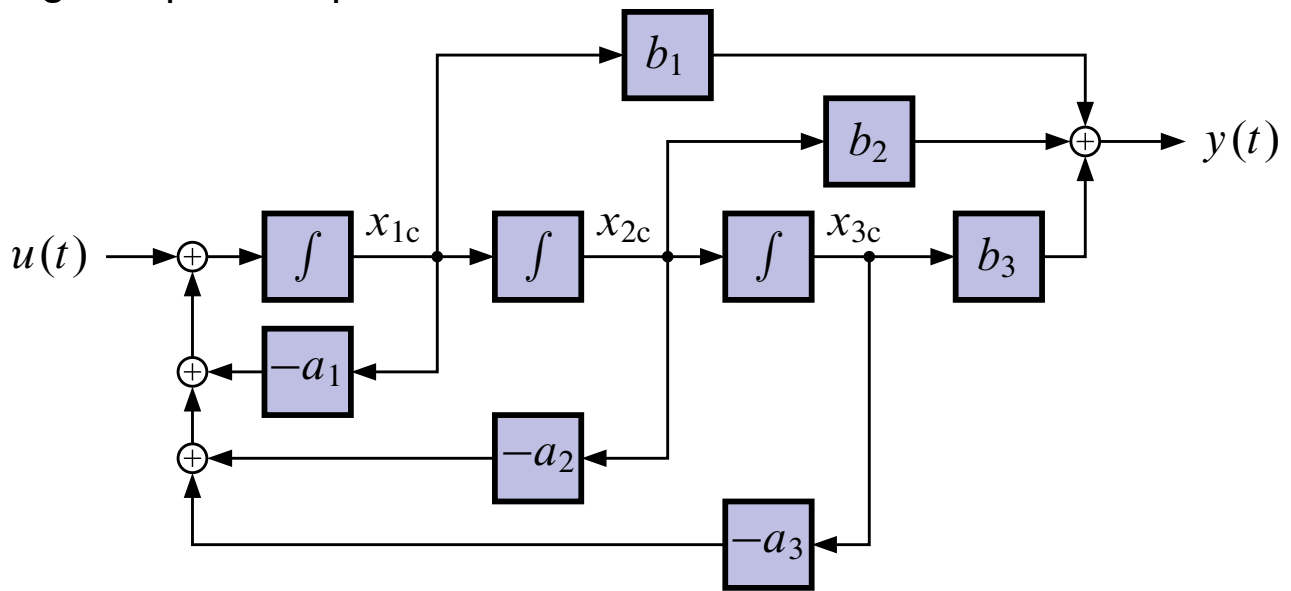 b₁
b₂
y(t)
u(t)
+
∫
x₁c
∫
x₂c
∫
x₃c
b₃
+
+
−a₁
+
−a₂
−a₃